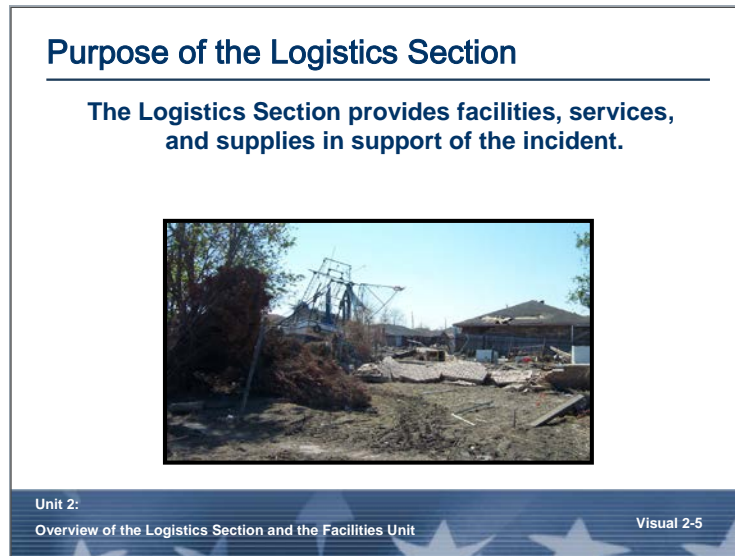 Purpose of the Logistics Section
The Logistics Section provides facilities, services,
and supplies in support of the incident.
Unit 2:
Overview of the Logistics Section and the Facilities Unit
Visual 2-5